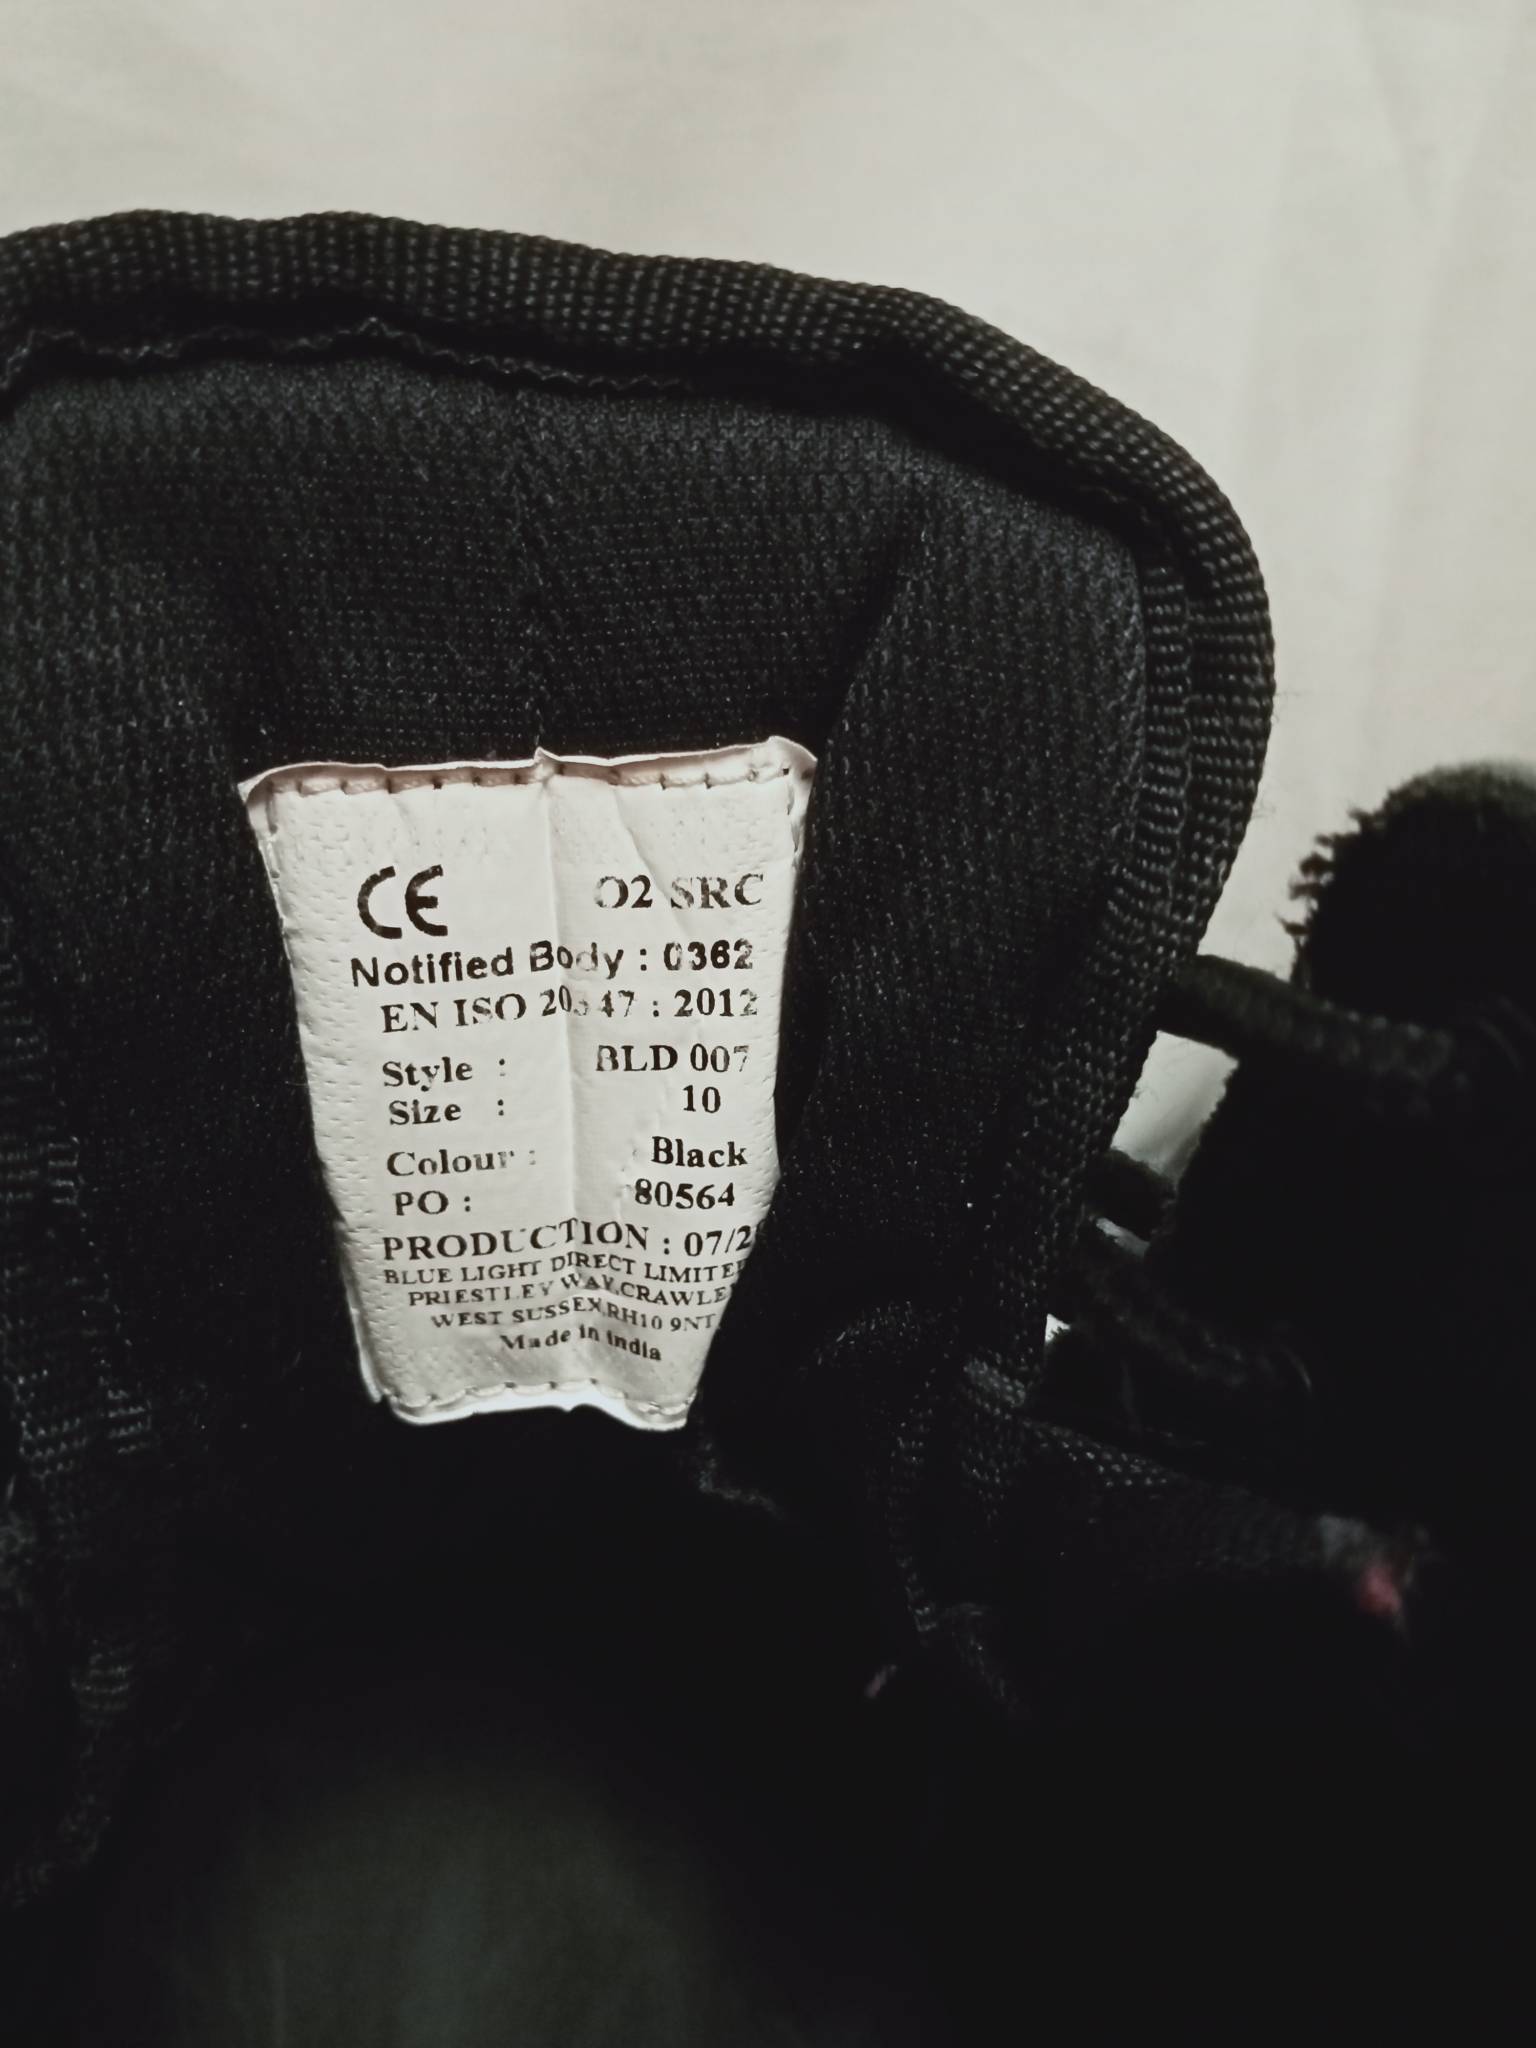 CE O2 SRC
Notified Body : 0362
EN ISO 20347 : 2012
Style : BLD 007
Size : 10
Colour : Black
PO : 80564
PRODUCTION : 07/2
BLUE LIGHT DIRECT LIMITED
PRIESTLEY WAY, CRAWLE
WEST SUSSEX, RH10 9NT.
Made in India